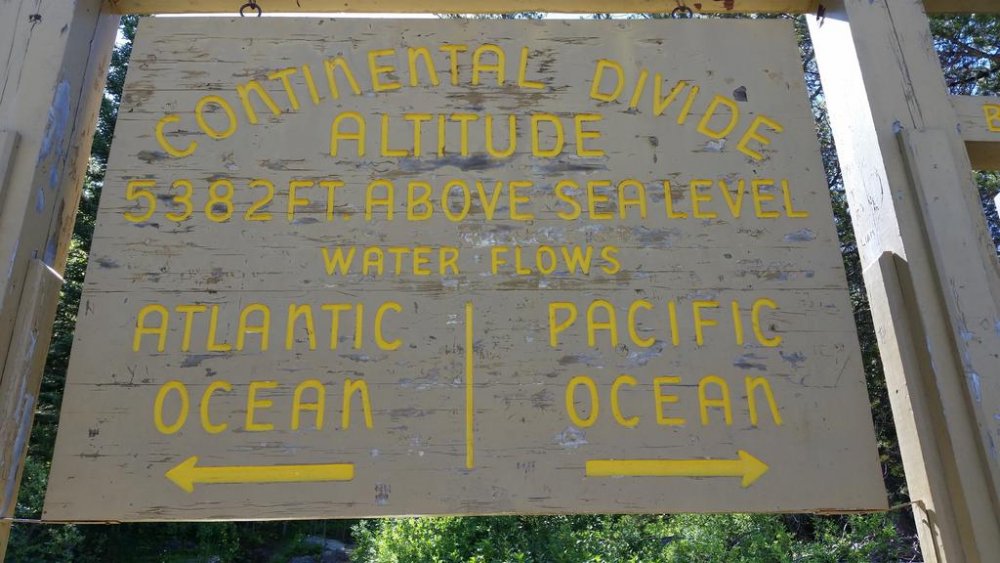 CONTINENTAL DIVIDE
ALTITUDE
5382 FT ABOVE SEA LEVEL
WATER FLOWS
ATLANTIC
OCEAN
PACIFIC
OCEAN
B